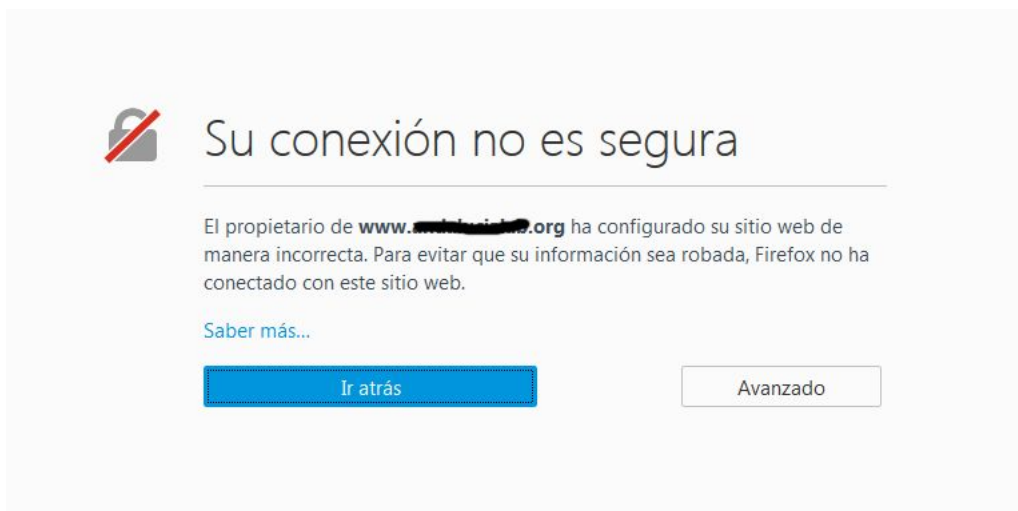 Su conexión no es segura
El propietario de www. .org ha configurado su sitio web de
manera incorrecta. Para evitar que su información sea robada, Firefox no ha
conectado con este sitio web.
Saber más...
Ir atrás
Avanzado